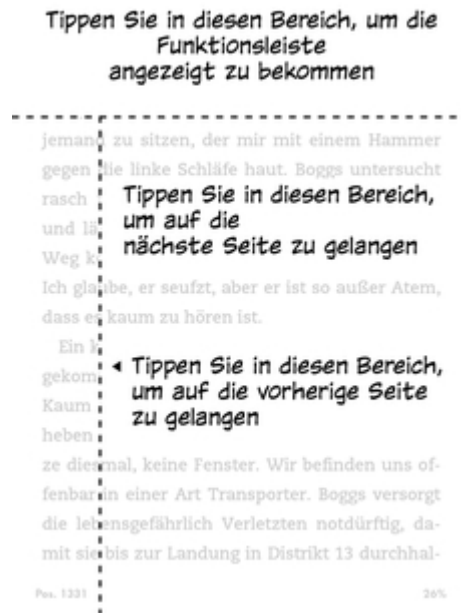 Tippen Sie in diesen Bereich, um die
Funktionsleiste
angezeigt zu bekommen
jemand zu sitzen, der mir mit einem Hammer
gegen die linke Schläfe haut. Boggs untersucht
rasch
Tippen Sie in diesen Bereich,
und lä
um auf die
nächste Seite zu gelangen
Weg k
Ich glaube, er seufzt, aber er ist so außer Atem,
dass es kaum zu hören ist.
Ein k
Tippen Sie in diesen Bereich,
gekom
um auf die vorherige Seite
Kaum
zu gelangen
heben
ze diesmal, keine Fenster. Wir befinden uns of-
fenbar in einer Art Transporter. Boggs versorgt
die lebensgefährlich Verletzten notdürftig, da-
mit sie bis zur Landung in Distrikt 13 durchhal-
Pos. 1331 26%